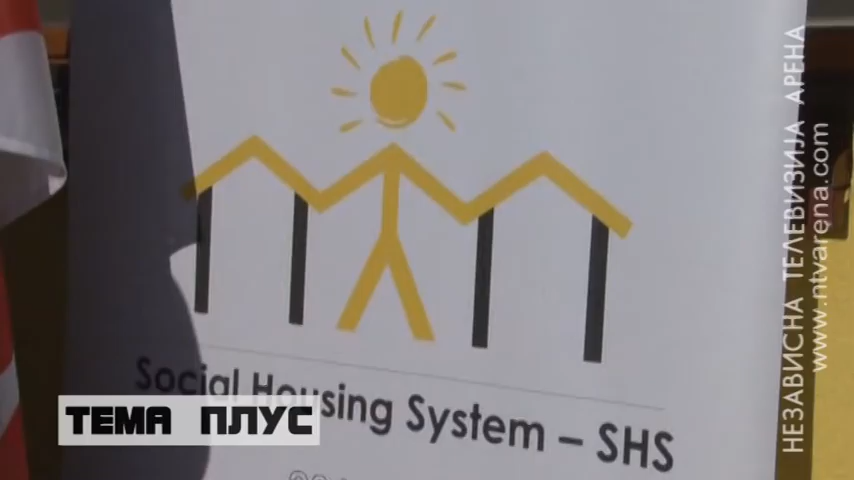 Social Housing System – SHS
ТЕМА ПЛУС
НЕЗАВИСНА ТЕЛЕВИЗИЈА АРЕНА
www.ntvarena.com